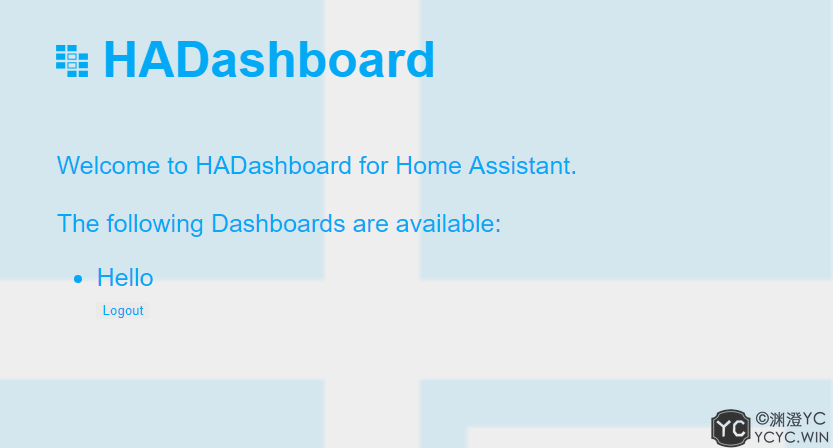 HADashboard
Welcome to HADashboard for Home Assistant.
The following Dashboards are available:
Hello
Logout
YC
©渊澄YC
YCYC.WIN